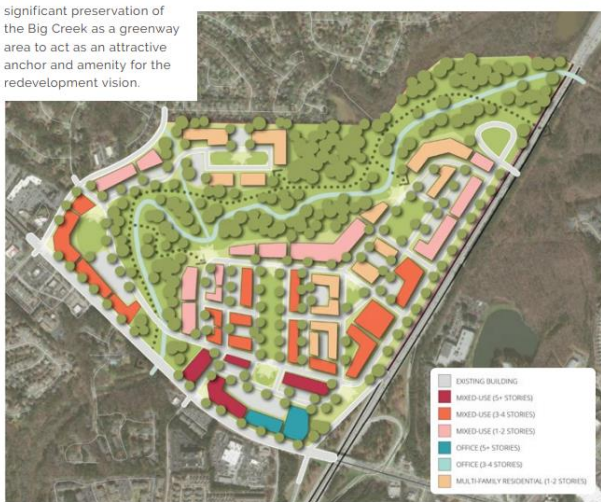 significant preservation of
the Big Creek as a greenway
area to act as an attractive
anchor and amenity for the
redevelopment vision.
EXISTING BUILDING
MIXED-USE (5+ STORIES)
MIXED-USE (3-4 STORIES)
MIXED-USE (1-2 STORIES)
OFFICE (5+ STORIES)
OFFICE (3-4 STORIES)
MULTI-FAMILY RESIDENTIAL (1-2 STORIES)